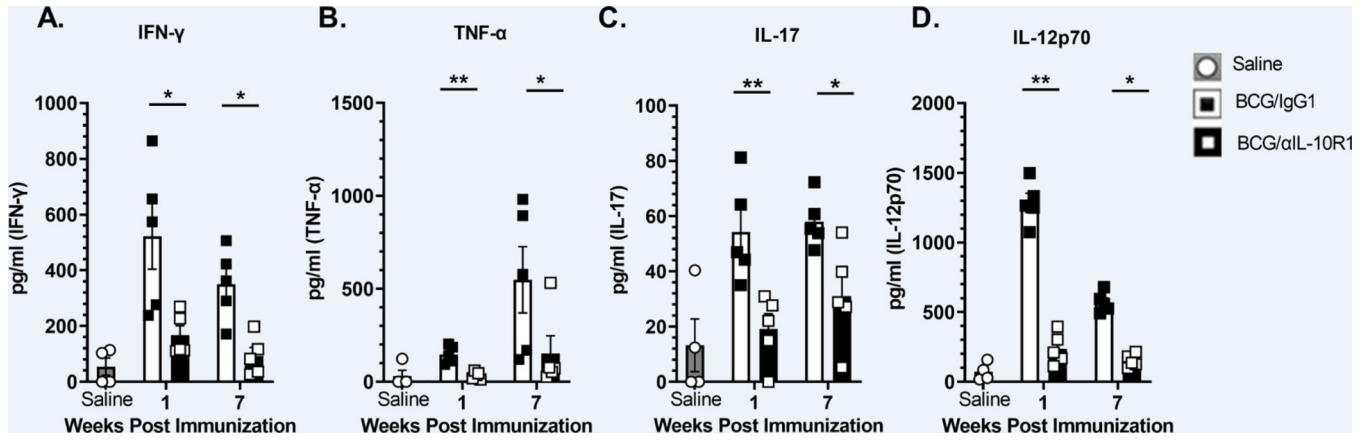 A.
IFN-γ
* *
pg/ml (IFN-γ)
1000
800
600
400
200
0
Saline 1 7
Weeks Post Immunization
B.
TNF-α
** *
pg/ml (TNF-α)
1500
1000
500
0
Saline 1 7
Weeks Post Immunization
C.
IL-17
** *
pg/ml (IL-17)
100
80
60
40
20
0
Saline 1 7
Weeks Post Immunization
D.
IL-12p70
** *
pg/ml (IL-12p70)
2000
1500
1000
500
0
Saline 1 7
Weeks Post Immunization
Saline
BCG/IgG1
BCG/αIL-10R1